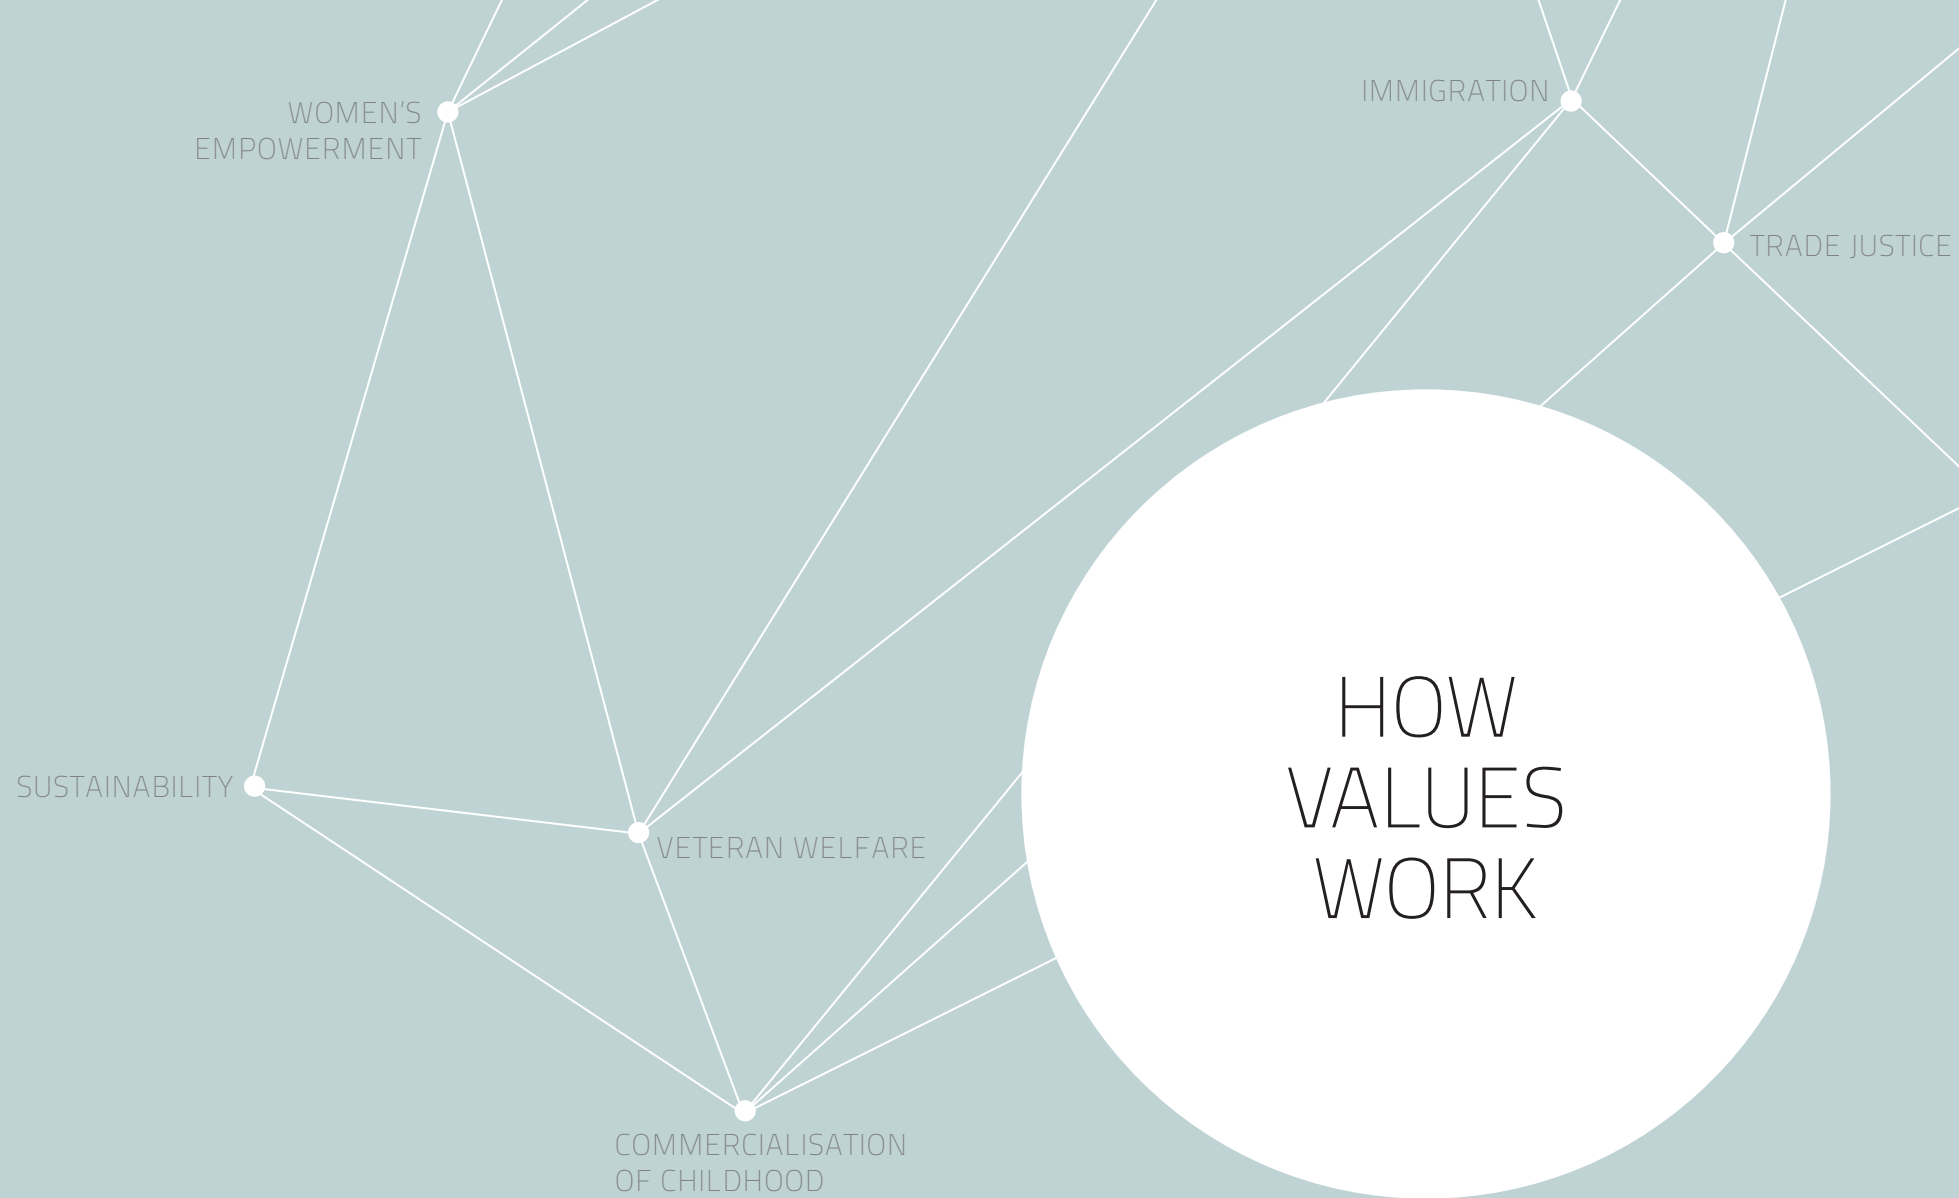 WOMEN'S
EMPOWERMENT
IMMIGRATION
TRADE JUSTICE
HOW
VALUES
WORK
SUSTAINABILITY
VETERAN WELFARE
COMMERCIALISATION
OF CHILDHOOD